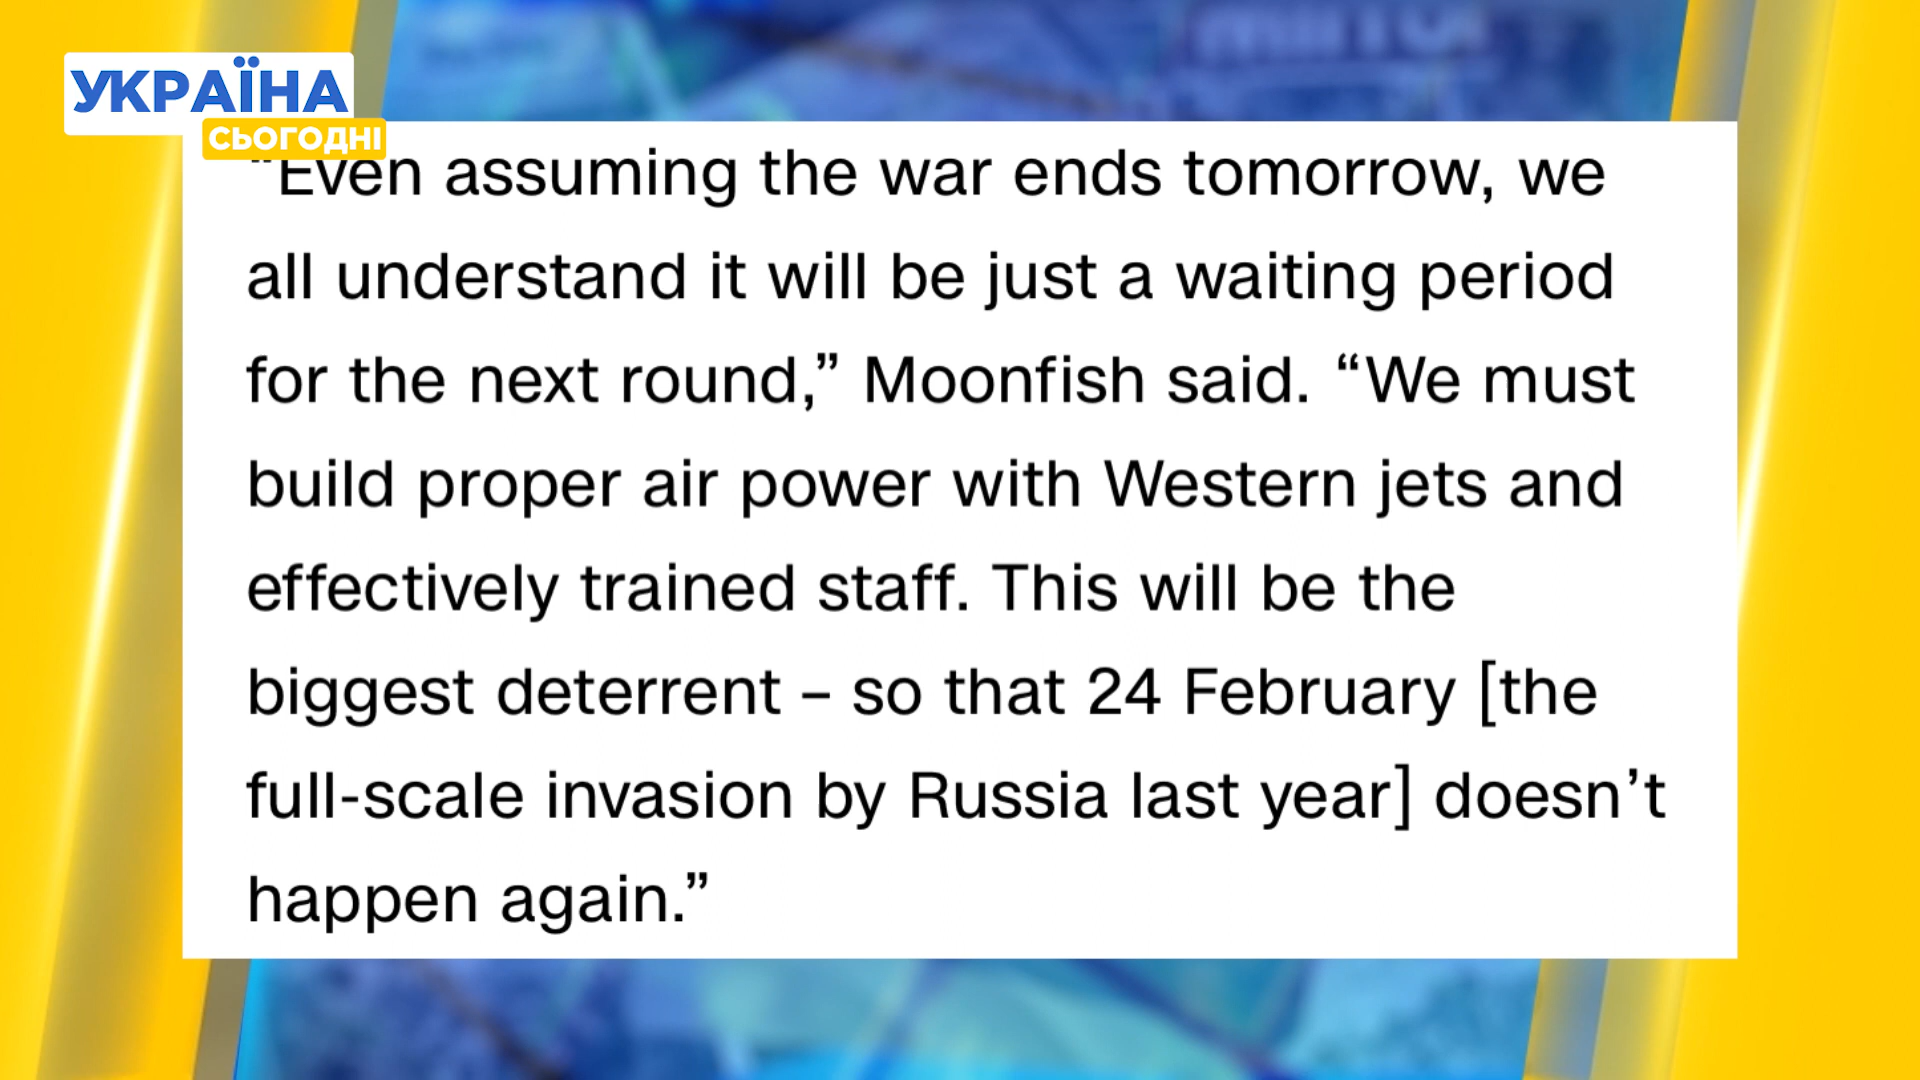 УКРАЇНА
СЬОГОДНІ
“Even assuming the war ends tomorrow, we
all understand it will be just a waiting period
for the next round,” Moonfish said. “We must
build proper air power with Western jets and
effectively trained staff. This will be the
biggest deterrent – so that 24 February [the
full-scale invasion by Russia last year] doesn’t
happen again.”